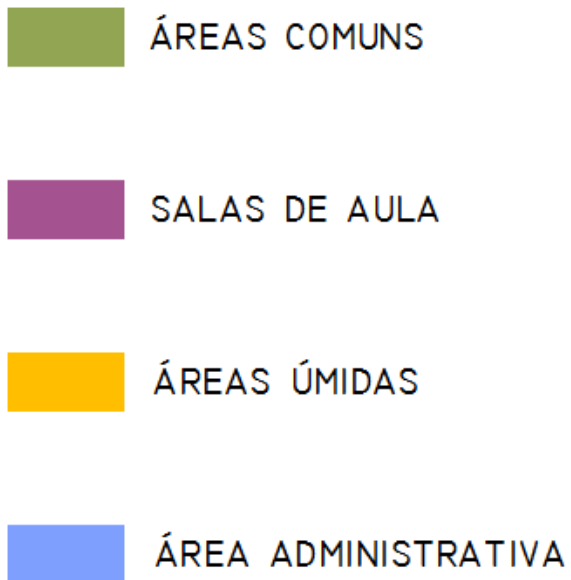 ÁREAS COMUNS
SALAS DE AULA
ÁREAS ÚMIDAS
ÁREA ADMINISTRATIVA